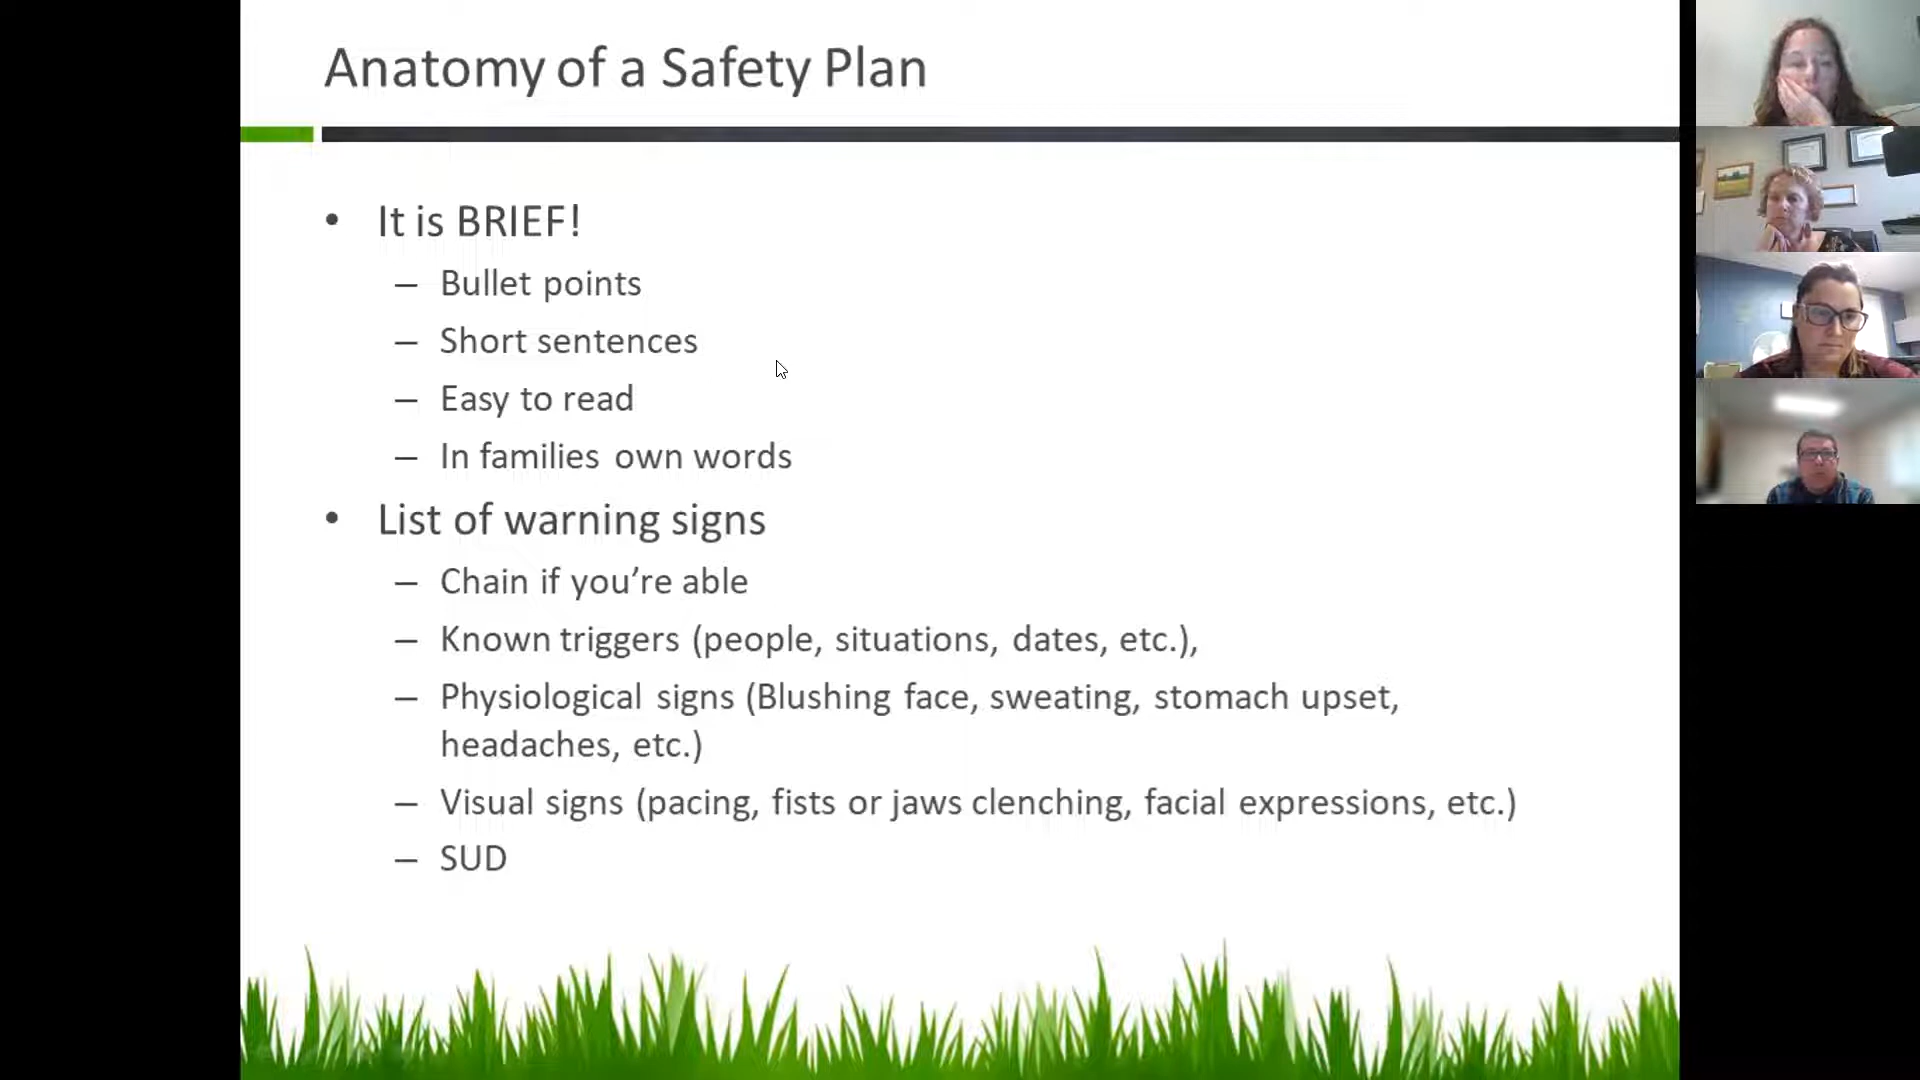 Anatomy of a Safety Plan
• It is BRIEF!
– Bullet points
– Short sentences
– Easy to read
– In families own words
• List of warning signs
– Chain if you’re able
– Known triggers (people, situations, dates, etc.),
– Physiological signs (Blushing face, sweating, stomach upset,
headaches, etc.)
– Visual signs (pacing, fists or jaws clenching, facial expressions, etc.)
– SUD